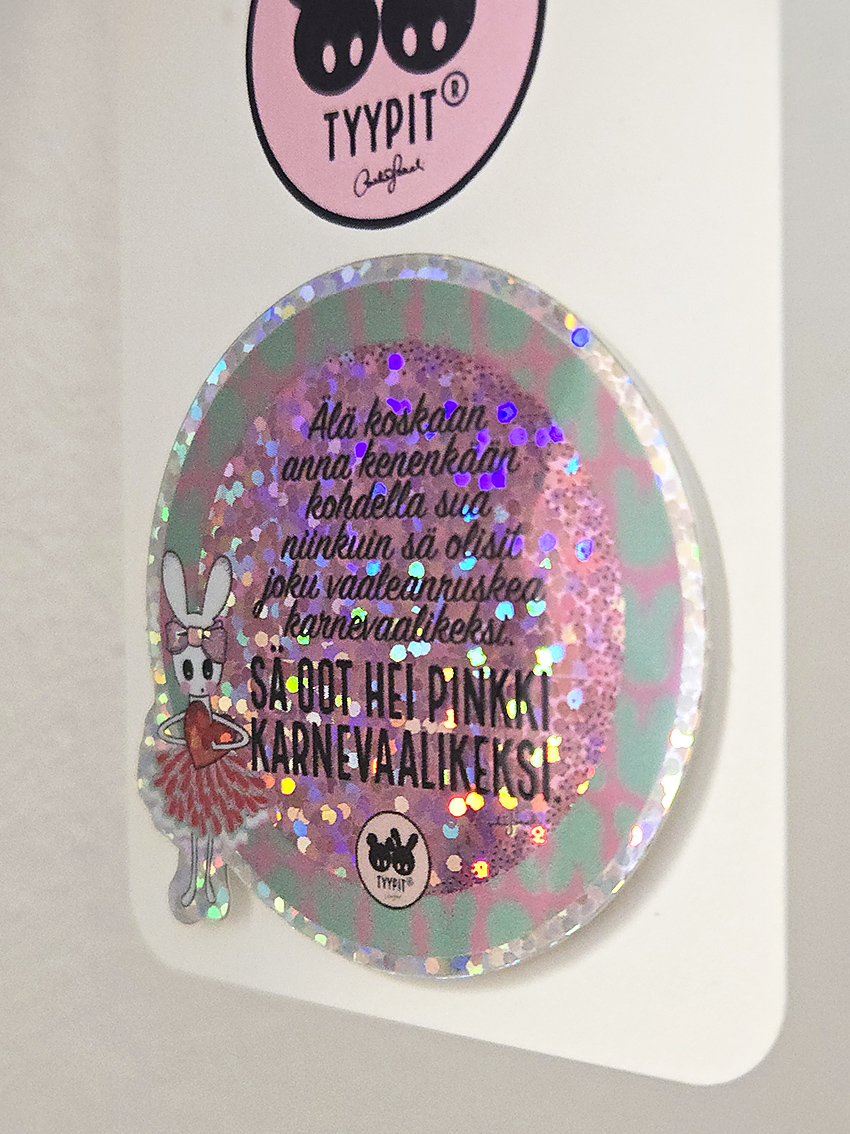 TYYPIT®
Älä koskaan
anna kenenkään
kohdella sua
niinkuin sä olisit
joku vaaleanruskea
karnevaalikeksi.
SÄ OOT HEI PINKKI
KARNEVAALIKEKSI.
TYYPIT®